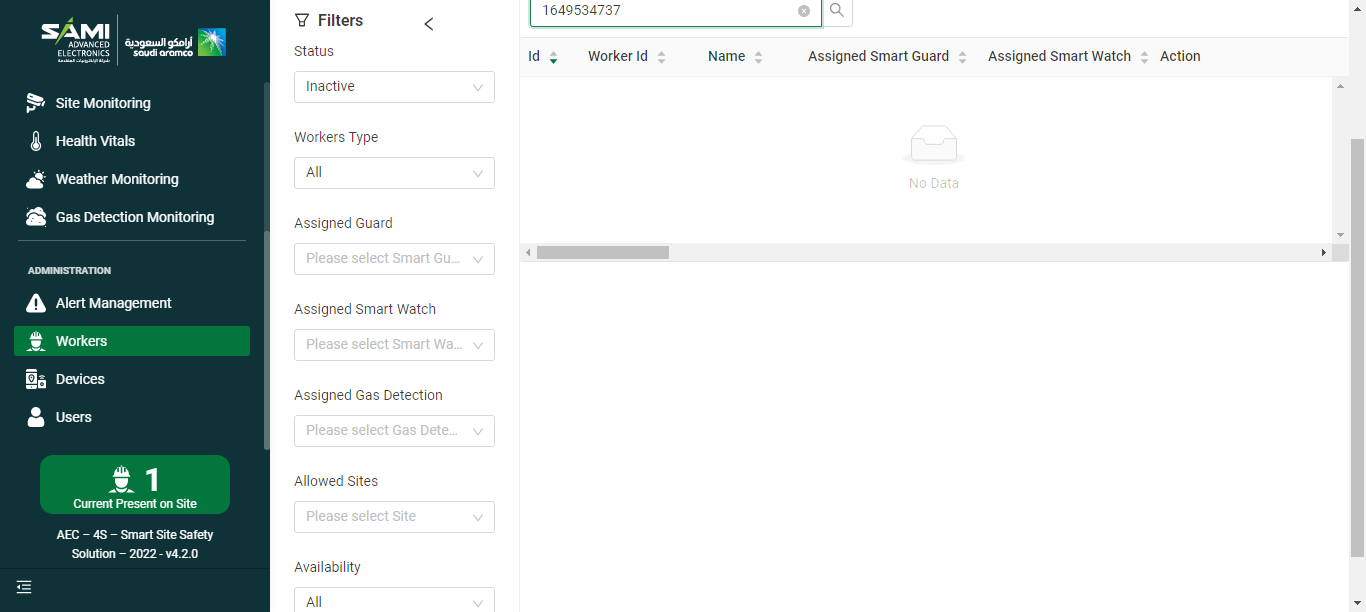 SAMI
ADVANCED
ELECTRONICS
شركة الإلكترونيات المتقدمة
أرامكو السعودية
saudi aramco
Site Monitoring
Health Vitals
Weather Monitoring
Gas Detection Monitoring
ADMINISTRATION
Alert Management
Workers
Devices
Users
1
Current Present on Site
AEC – 4S – Smart Site Safety
Solution – 2022 - v4.2.0
Filters
Status
Inactive
Workers Type
All
Assigned Guard
Please select Smart Gu...
Assigned Smart Watch
Please select Smart Wa...
Assigned Gas Detection
Please select Gas Dete...
Allowed Sites
Please select Site
Availability
All
1649534737
Id Worker Id Name Assigned Smart Guard Assigned Smart Watch Action
No Data